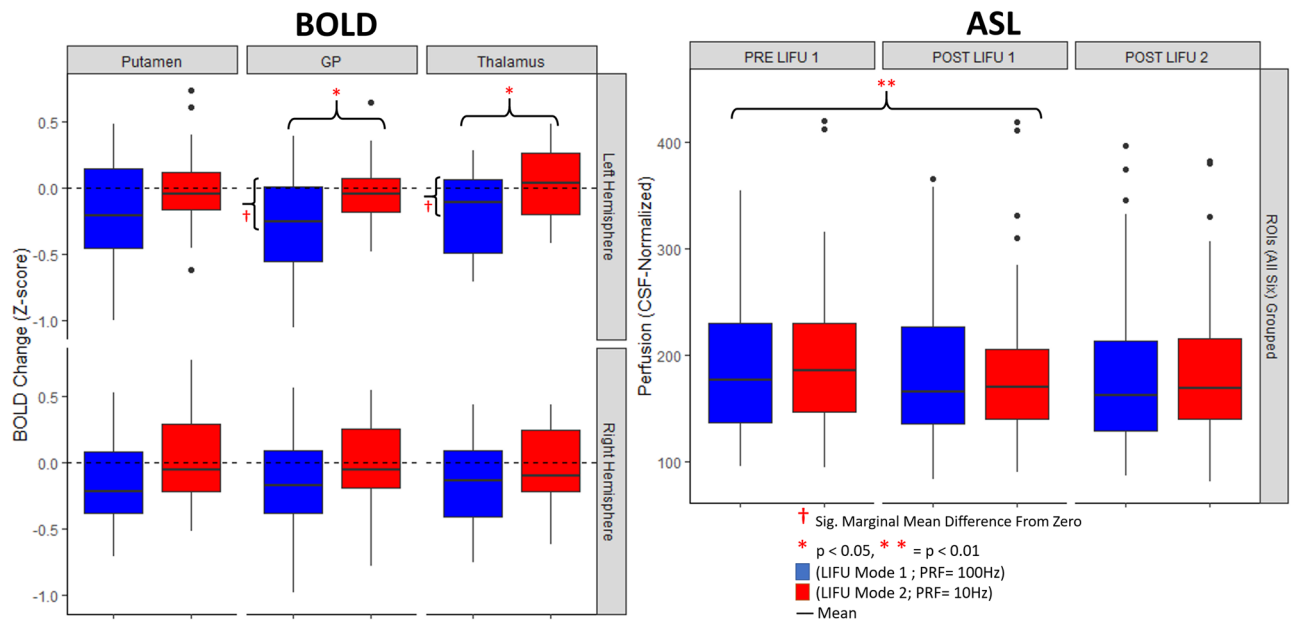 BOLD
Putamen GP Thalamus
* *
0.5
0.0
-0.5
-1.0
† †
Left Hemisphere
0.5
0.0
-0.5
-1.0
Right Hemisphere
BOLD Change (Z-score)
ASL
PRE LIFU 1 POST LIFU 1 POST LIFU 2
**
400
300
200
100
Perfusion (CSF-Normalized)
ROIs (All Six) Grouped
† Sig. Marginal Mean Difference From Zero
* p < 0.05, * * = p < 0.01
(LIFU Mode 1 ; PRF= 100Hz)
(LIFU Mode 2; PRF= 10Hz)
Mean